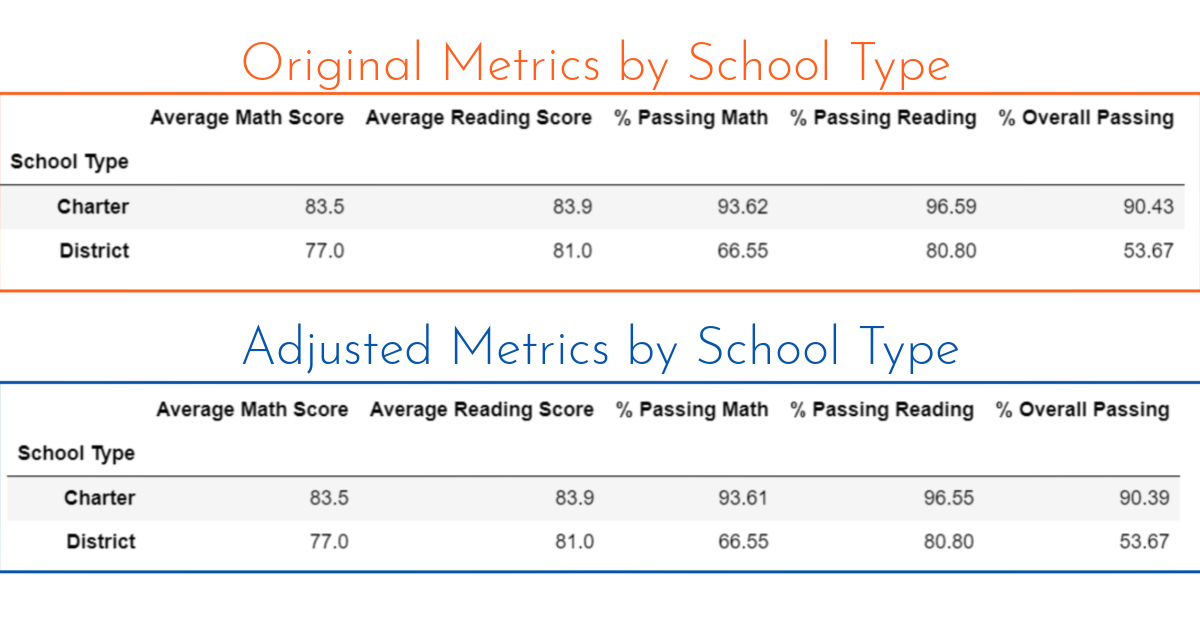 Original Metrics by School Type
Average Math Score Average Reading Score % Passing Math % Passing Reading % Overall Passing
School Type
Charter 83.5 83.9 93.62 96.59 90.43
District 77.0 81.0 66.55 80.80 53.67
Adjusted Metrics by School Type
Average Math Score Average Reading Score % Passing Math % Passing Reading % Overall Passing
School Type
Charter 83.5 83.9 93.61 96.55 90.39
District 77.0 81.0 66.55 80.80 53.67